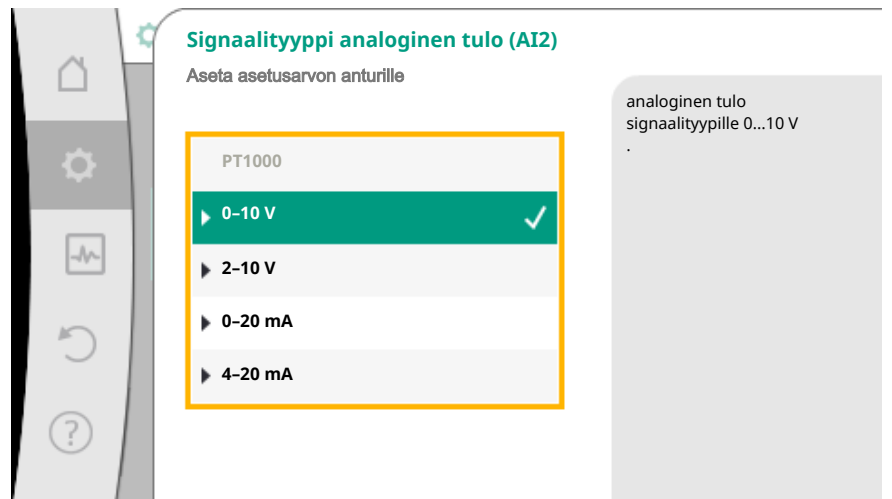 Signaalityyppi analoginen tulo (AI2)
Aseta asetusarvon anturille
PT1000
0–10 V
2–10 V
0–20 mA
4–20 mA
analoginen tulo
signaalityypille 0...10 V
.
?